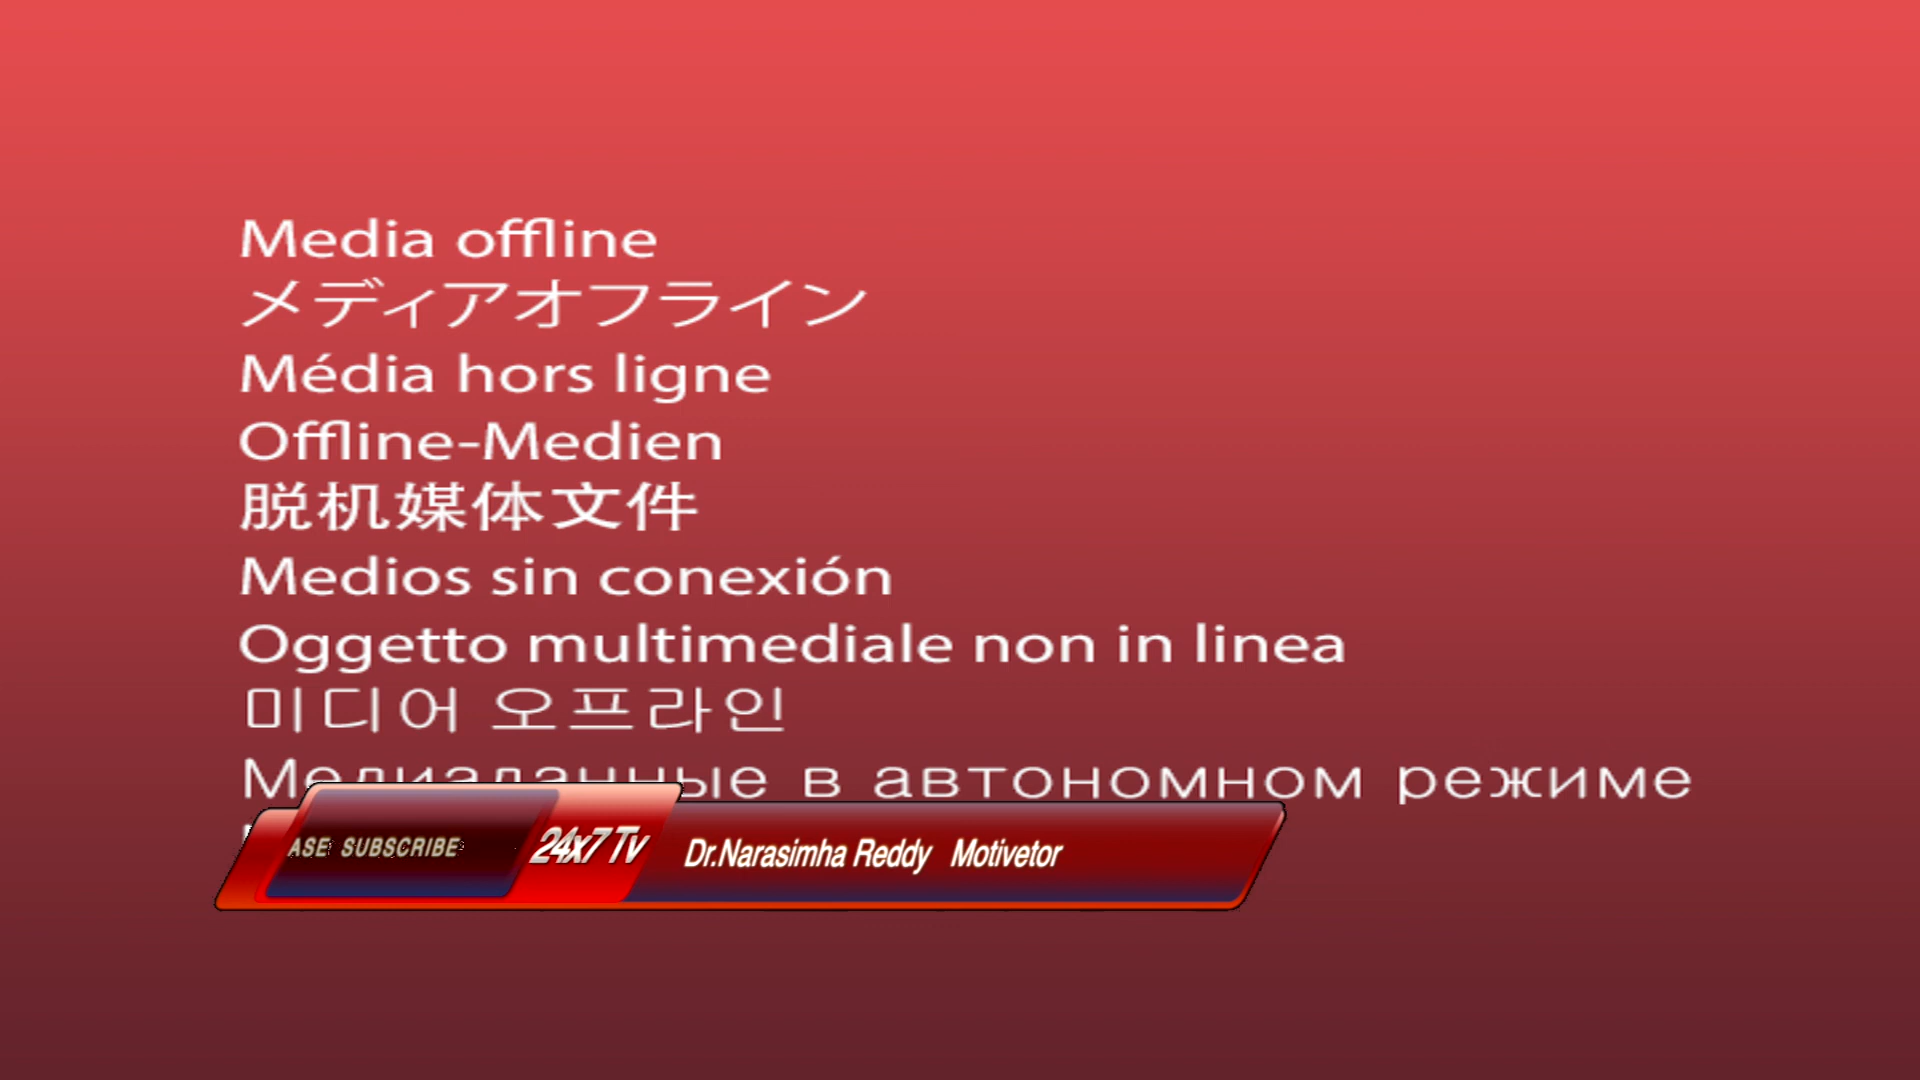 Media offline
メディアオフライン
Média hors ligne
Offline-Medien
脱机媒体文件
Medios sin conexión
Oggetto multimediale non in linea
미디어 오프라인
Медиаданные в автономном режиме
ASE SUBSCRIBE
24x7 Tv
Dr.Narasimha Reddy Motivetor